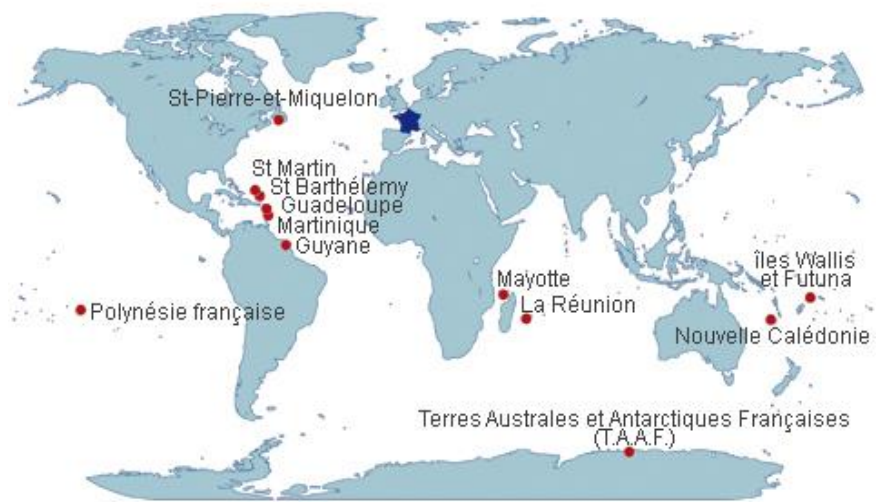 St-Pierre-et-Miquelon
St Martin
St Barthélemy
Guadeloupe
Martinique
Guyane
Polynésie française
Mayotte
La Réunion
îles Wallis
et Futuna
Nouvelle Calédonie
Terres Australes et Antarctiques Françaises
(T.A.A.F.)